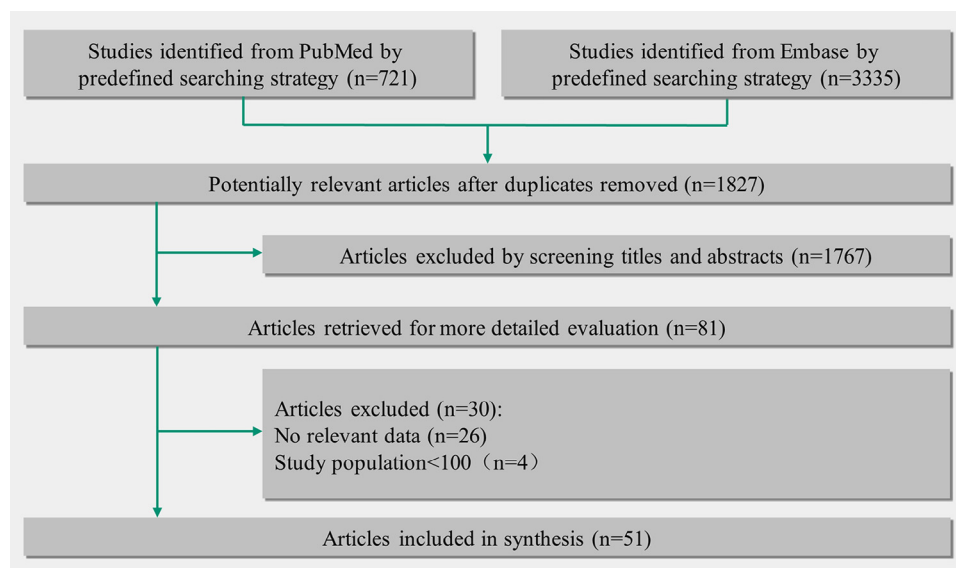 Studies identified from PubMed by
predefined searching strategy (n=721)
Studies identified from Embase by
predefined searching strategy (n=3335)
Potentially relevant articles after duplicates removed (n=1827)
Articles excluded by screening titles and abstracts (n=1767)
Articles retrieved for more detailed evaluation (n=81)
Articles excluded (n=30):
No relevant data (n=26)
Study population<100（n=4）
Articles included in synthesis (n=51)